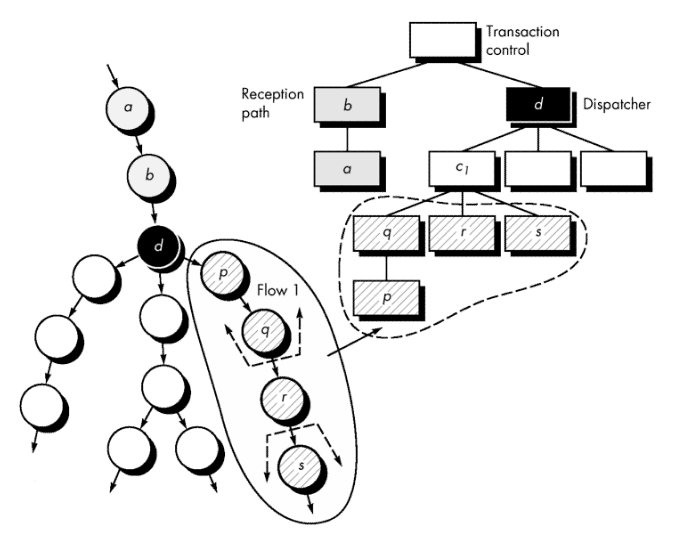 Transaction
control
a
Reception
path
b
d
Dispatcher
b
a
c1
d
q
r
s
p
Flow 1
p
q
r
s